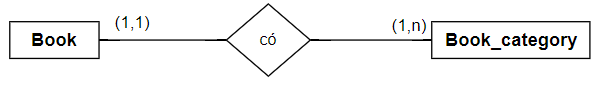 (1,1)
(1,n)
Book
có
Book_category